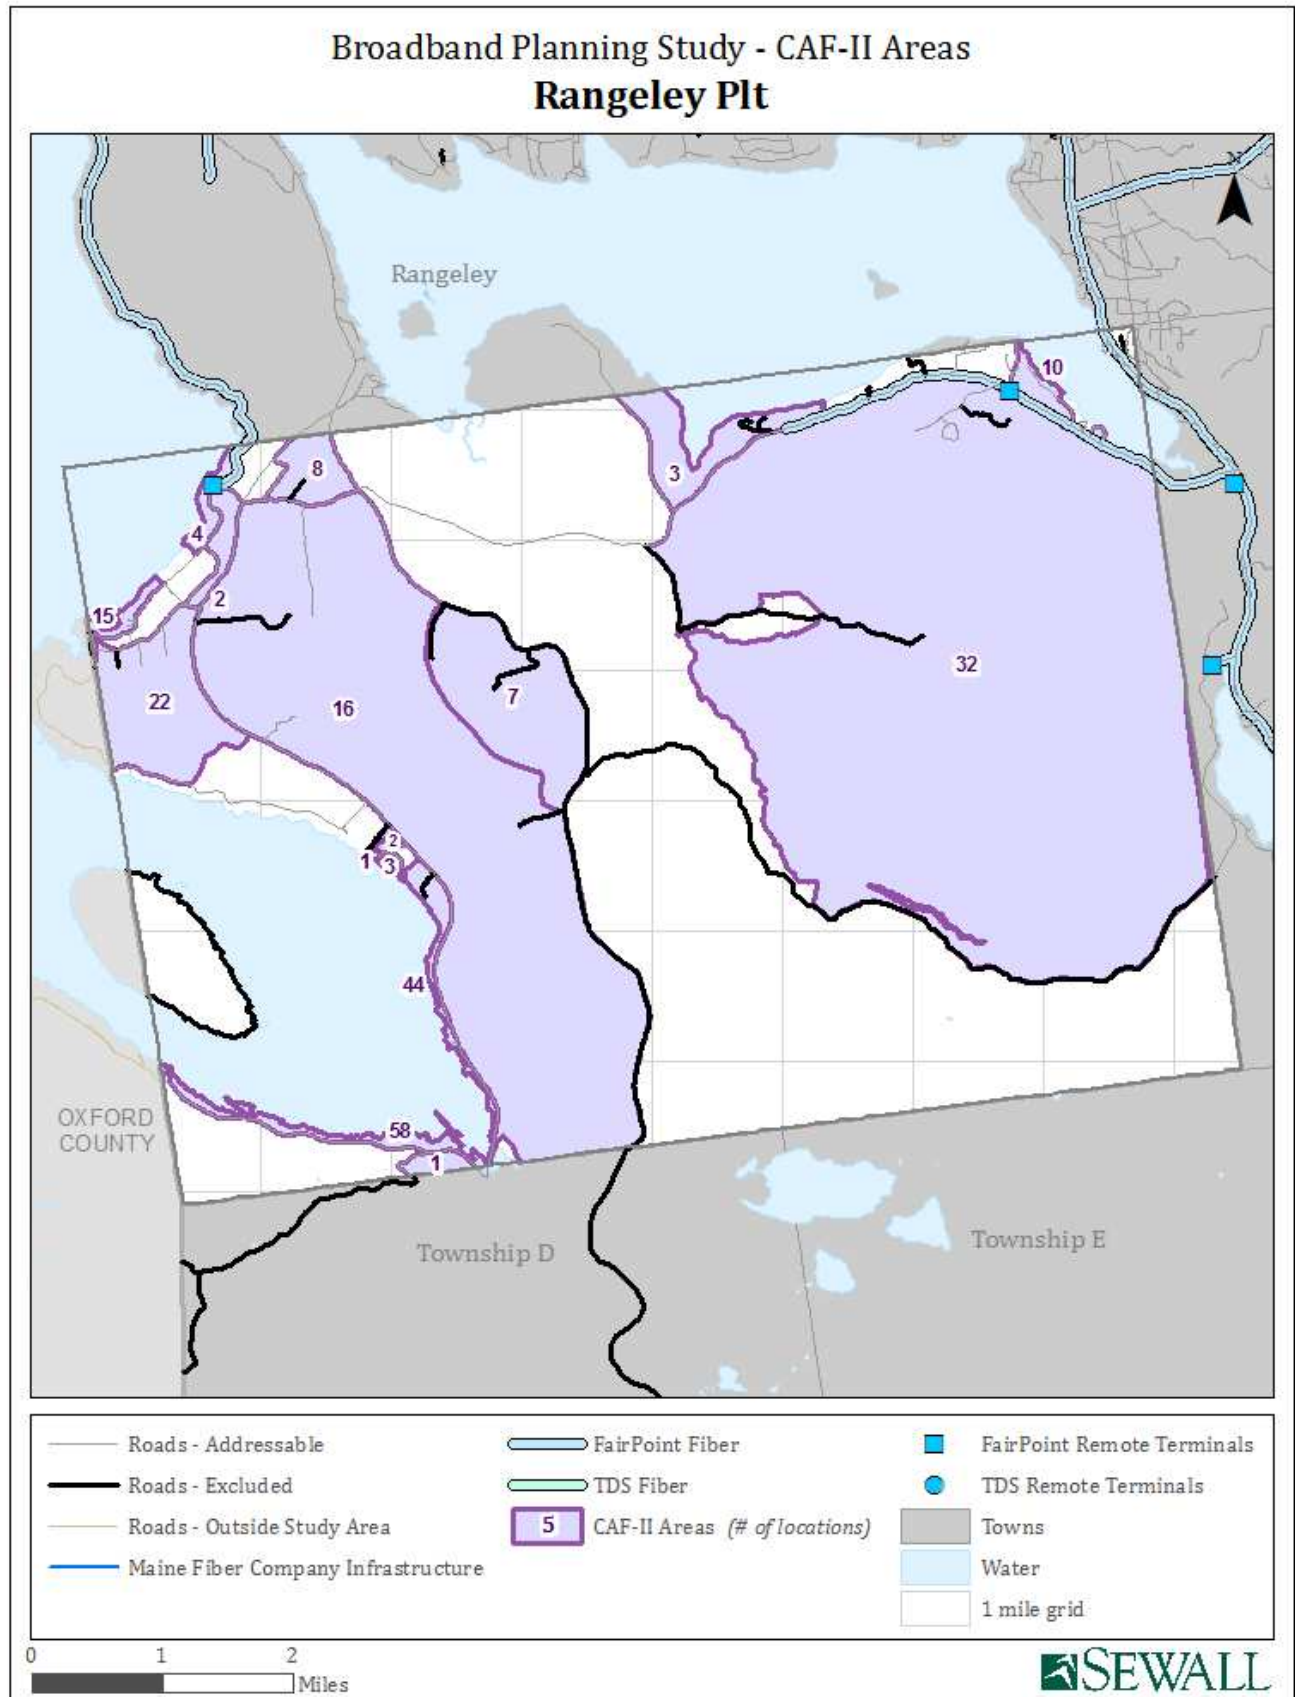 Broadband Planning Study - CAF-II Areas
Rangeley Plt
N
Rangeley
10
8
3
4
2
15
32
22
16
7
2
1
3
44
58
1
OXFORD
COUNTY
Township D
Township E
Roads - Addressable
Roads - Excluded
Roads - Outside Study Area
Maine Fiber Company Infrastructure
FairPoint Fiber
TDS Fiber
5
CAF-II Areas (# of locations)
FairPoint Remote Terminals
TDS Remote Terminals
Towns
Water
1 mile grid
0 1 2
Miles
SEWALL